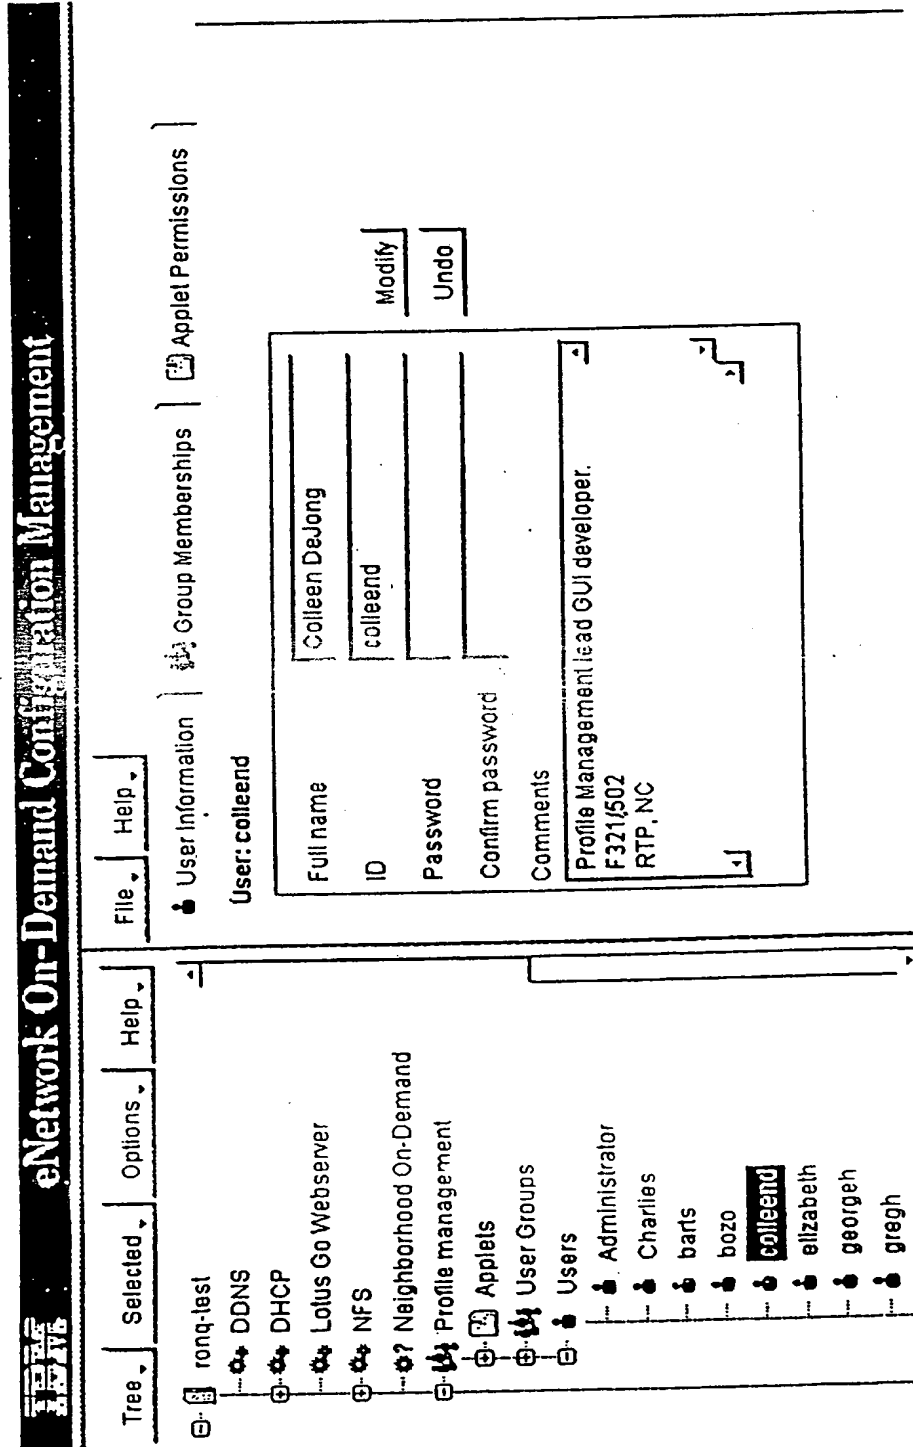 IBM eNetwork On-Demand Configuration Management
Tree Selected Options Help
ronq-test
DDNS
DHCP
Lotus Go Webserver
NFS
Neighborhood On-Demand
Profile management
Applets
User Groups
Users
Administrator
Charlies
barts
bozo
colleend
elizabeth
georgeh
gregh
File Help
User Information Group Memberships Applet Permissions
User: colleend
Full name Colleen DeJong
ID colleend Modify
Password Undo
Confirm password
Comments
Profile Management lead GUI developer.
F321/502
RTP, NC